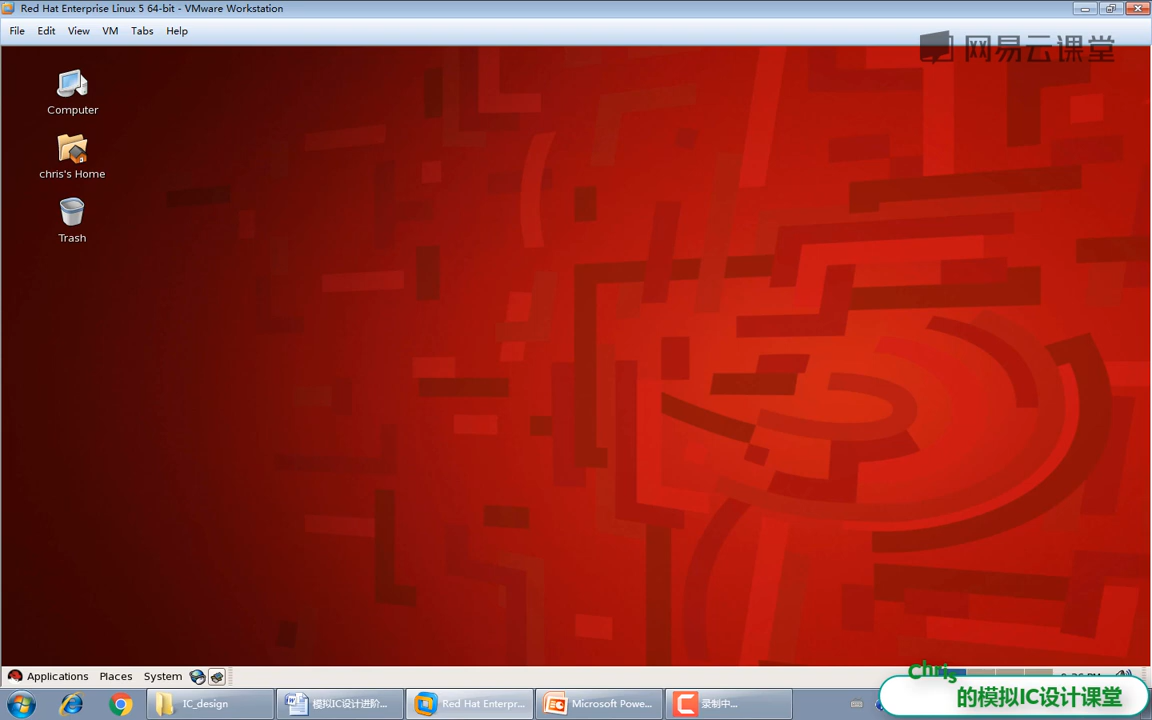 Red Hat Enterprise Linux 5 64-bit - VMware Workstation
File Edit View VM Tabs Help
网易云课堂
Computer
chris's Home
Trash
Applications Places System
Chris
的模拟IC设计课堂
IC_design
模拟IC设计进阶...
Red Hat Enterpr...
Microsoft Powe...
录制中...